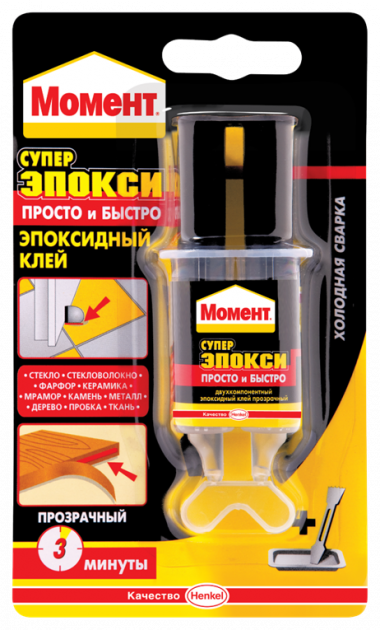 Момент®
СУПЕР
ЭПОКСИ
ПРОСТО и БЫСТРО
ЭПОКСИДНЫЙ
КЛЕЙ
• СТЕКЛО • СТЕКЛОВОЛОКНО •
• ФАРФОР • КЕРАМИКА •
• МРАМОР • КАМЕНЬ • МЕТАЛЛ •
• ДЕРЕВО • ПРОБКА • ТКАНЬ •
ПРОЗРАЧНЫЙ
3 МИНУТЫ
ХОЛОДНАЯ СВАРКА
Момент®
СУПЕР
ЭПОКСИ
ПРОСТО и БЫСТРО
двухкомпонентный
эпоксидный клей прозрачный
Качество Henkel
+
Качество Henkel